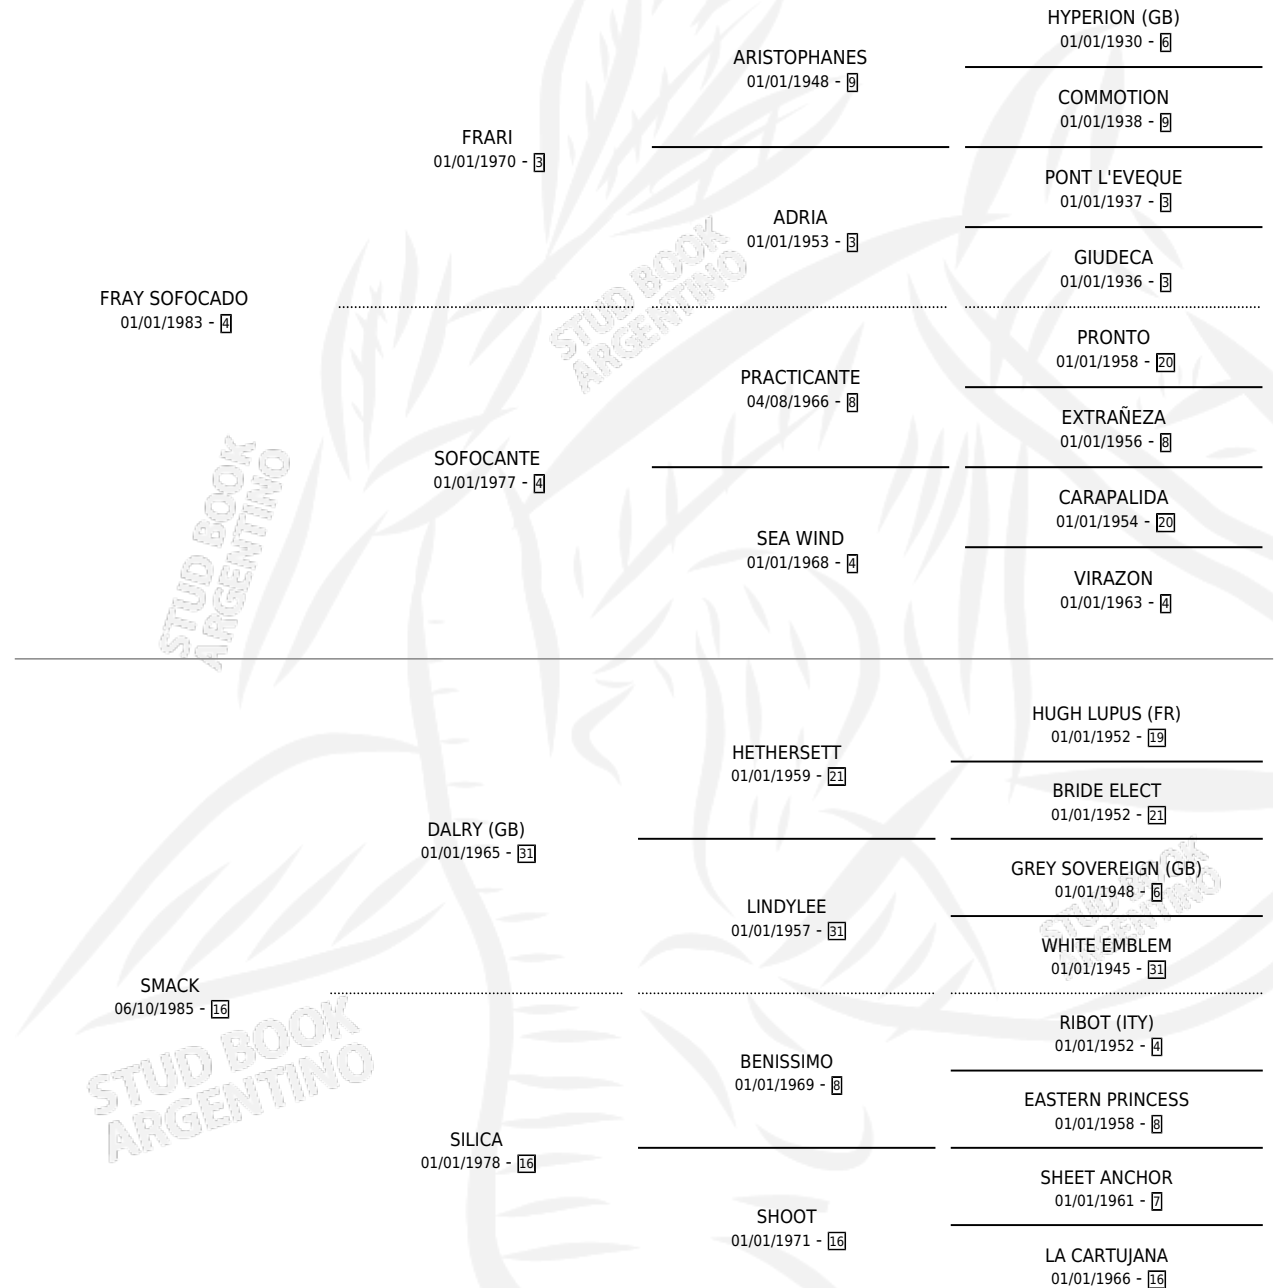 HYPERION (GB)
01/01/1930 - 6
ARISTOPHANES
01/01/1948 - 9
COMMOTION
01/01/1938 - 9
FRARI
01/01/1970 - 3
PONT L'EVEQUE
01/01/1937 - 3
ADRIA
01/01/1953 - 3
GIUDECA
01/01/1936 - 3
FRAY SOFOCADO
01/01/1983 - 4
PRONTO
01/01/1958 - 20
PRACTICANTE
04/08/1966 - 8
EXTRAÑEZA
01/01/1956 - 8
SOFOCANTE
01/01/1977 - 4
CARAPALIDA
01/01/1954 - 20
SEA WIND
01/01/1968 - 4
VIRAZON
01/01/1963 - 4
STUD BOOK
ARGENTINO
STUD BOOK
ARGENTINO
HUGH LUPUS (FR)
01/01/1952 - 19
HETHERSETT
01/01/1959 - 21
BRIDE ELECT
01/01/1952 - 21
DALRY (GB)
01/01/1965 - 31
GREY SOVEREIGN (GB)
01/01/1948 - 6
LINDYLEE
01/01/1957 - 31
WHITE EMBLEM
01/01/1945 - 31
STUD BOOK
ARGENTINO
SMACK
06/10/1985 - 16
RIBOT (ITY)
01/01/1952 - 4
BENISSIMO
01/01/1969 - 8
EASTERN PRINCESS
01/01/1958 - 8
STUD BOOK
ARGENTINO
SILICA
01/01/1978 - 16
SHEET ANCHOR
01/01/1961 - 7
SHOOT
01/01/1971 - 16
LA CARTUJANA
01/01/1966 - 16